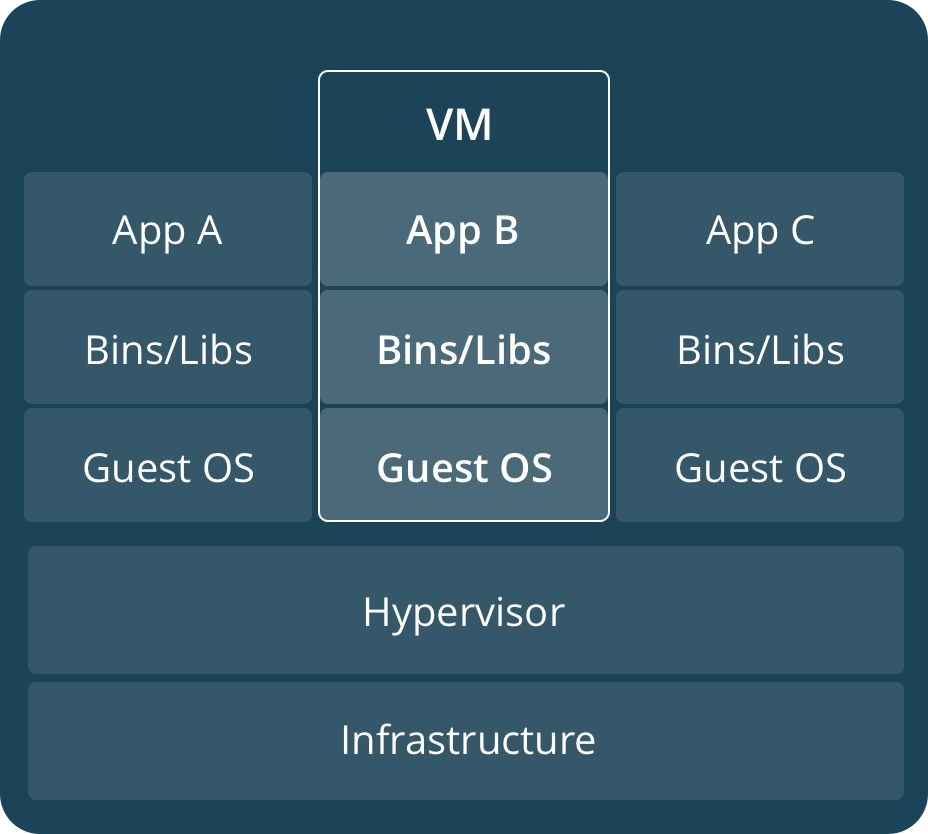 VM
App A
App B
App C
Bins/Libs
Bins/Libs
Bins/Libs
Guest OS
Guest OS
Guest OS
Hypervisor
Infrastructure